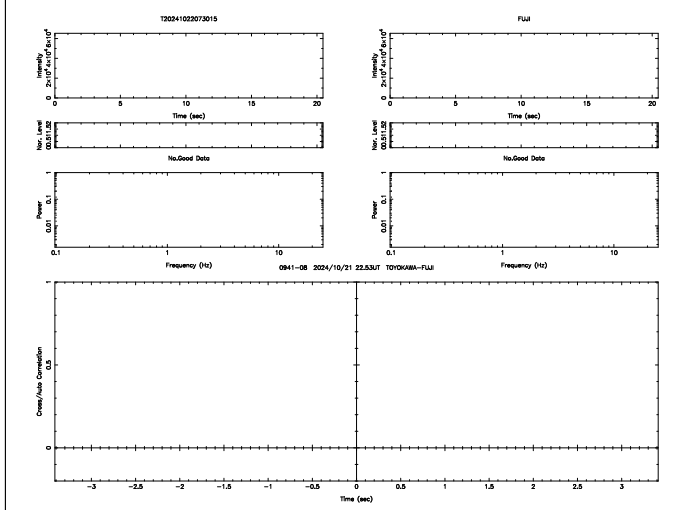 T20241022073015 FUJI
Intensity 0 2×10⁴ 4×10⁴ 6×10⁴ Intensity 0 2×10⁴ 4×10⁴ 6×10⁴
0 5 10 15 20 0 5 10 15 20
Time (sec) Time (sec)
Nor. Level 00.511.52 Nor. Level 00.511.52
No.Good Data No.Good Data
Power 0.01 0.1 1 Power 0.01 0.1 1
0.1 1 10 0.1 1 10
Frequency (Hz) Frequency (Hz)
0941-08 2024/10/21 22.53UT TOYOKAWA-FUJI
Cross/Auto Correlation 0 0.5 1
-3 -2.5 -2 -1.5 -1 -0.5 0 0.5 1 1.5 2 2.5 3
Time (sec)